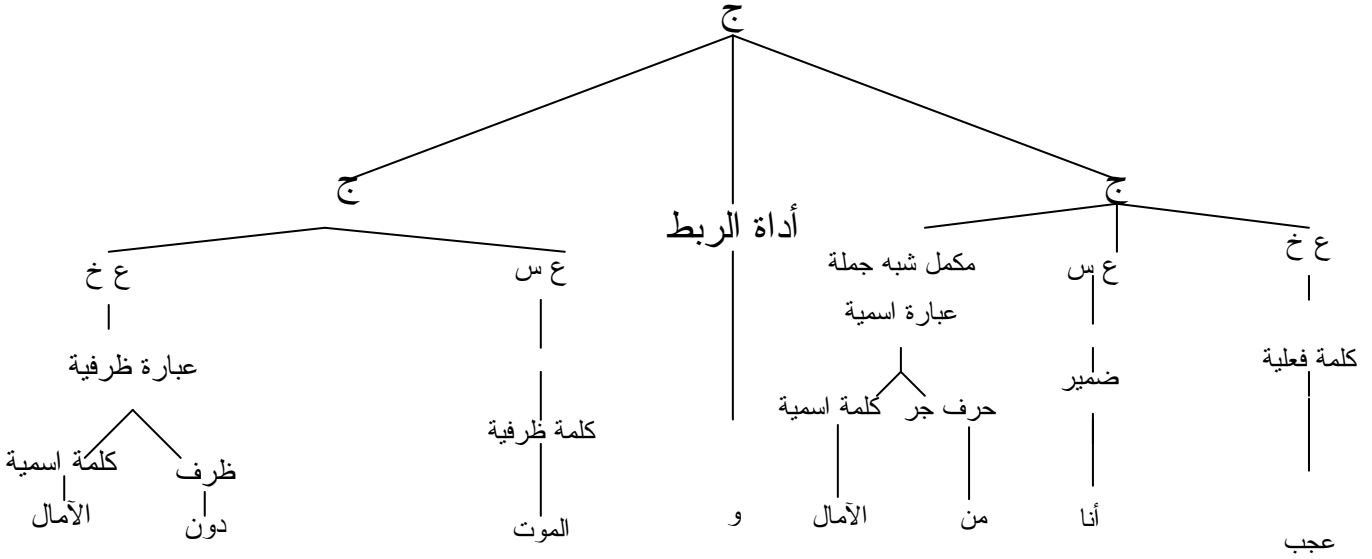 ج
ج
ج
أداة الربط
ع خ
ع س
مكمل شبه جملة
ع س
ع خ
عبارة اسمية
كلمة فعلية
عبارة ظرفية
ضمير
حرف جر
كلمة اسمية
كلمة ظرفية
ظرف
كلمة اسمية
عجب
أنا
من
الآمال
و
الموت
دون
الآمال